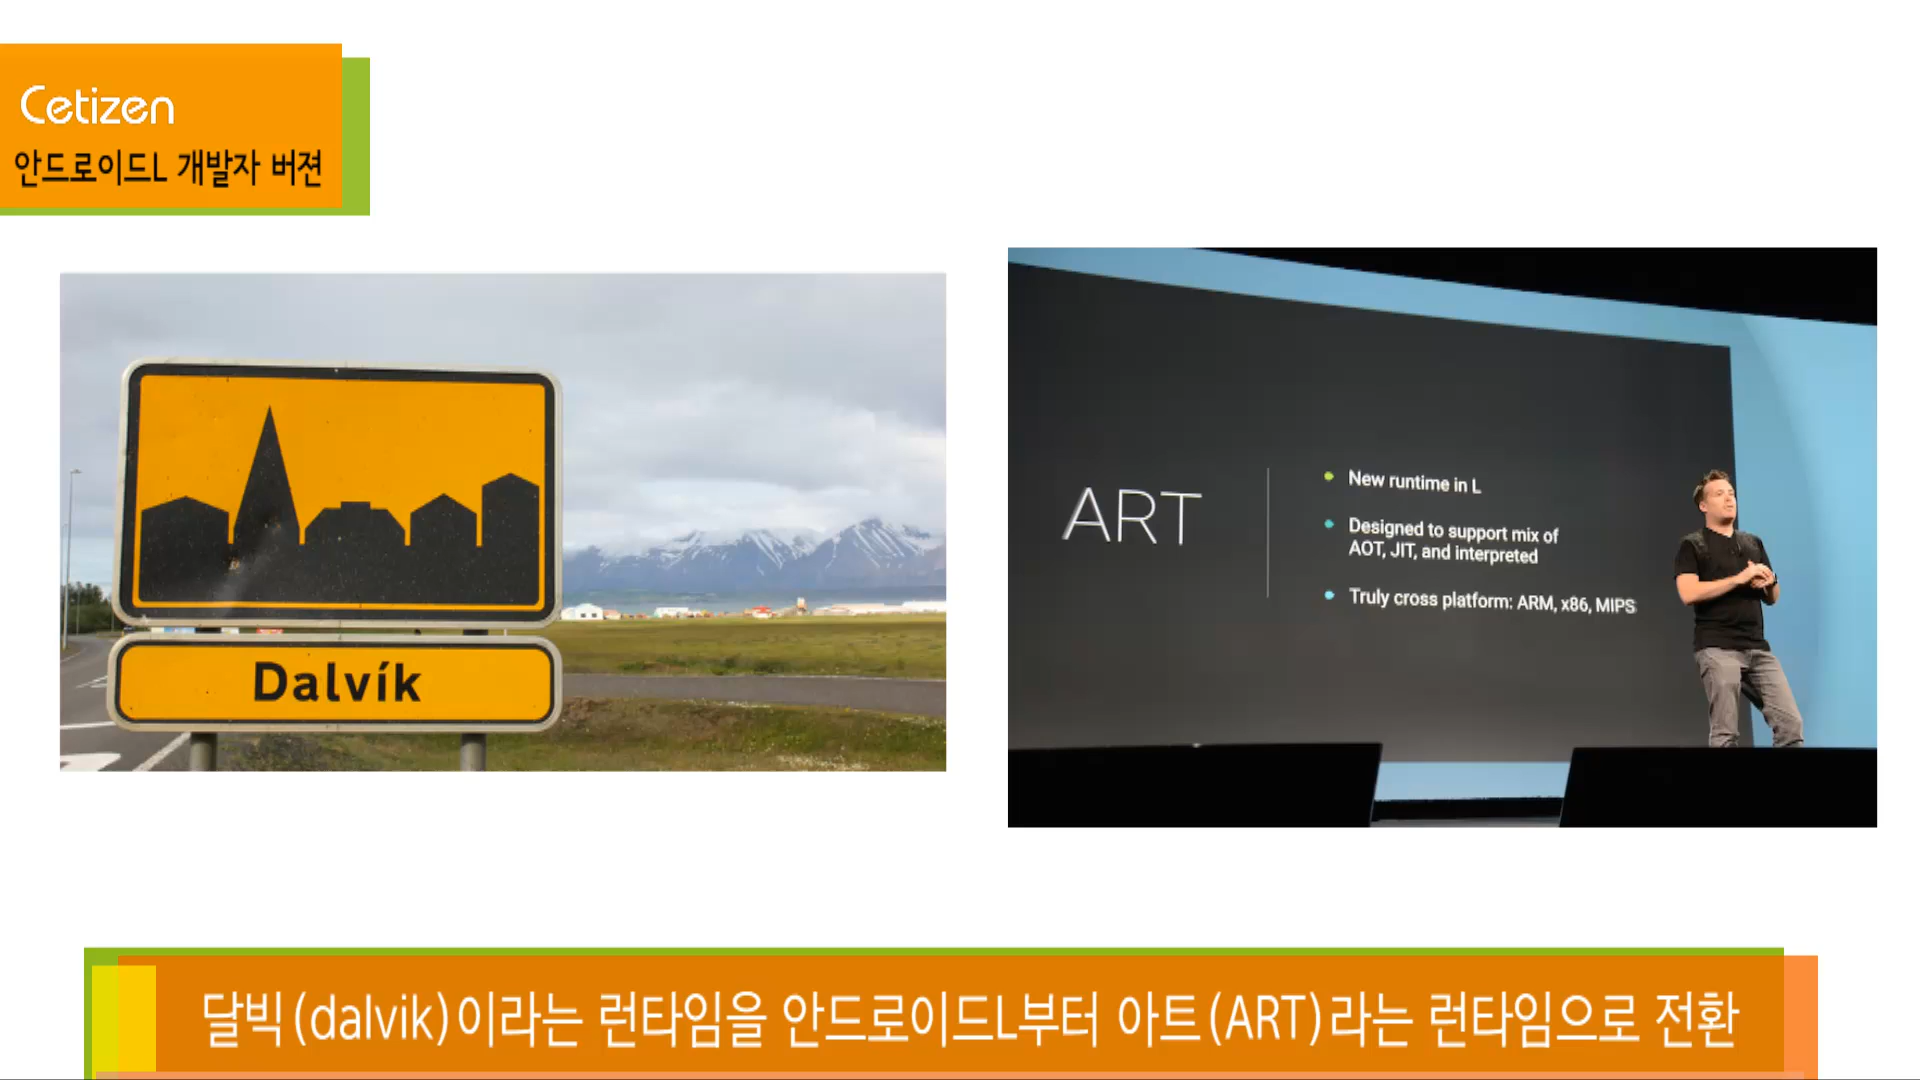 Cetizen
안드로이드L 개발자 버젼
Dalvík
ART
New runtime in L
Designed to support mix of
AOT, JIT, and interpreted
Truly cross platform: ARM, x86, MIPS
달빅(dalvik)이라는 런타임을 안드로이드L부터 아트(ART)라는 런타임으로 전환